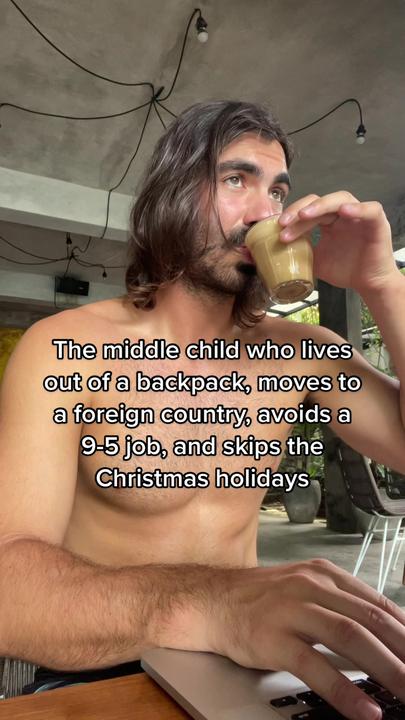 The middle child who lives
out of a backpack, moves to
a foreign country, avoids a
9-5 job, and skips the
Christmas holidays